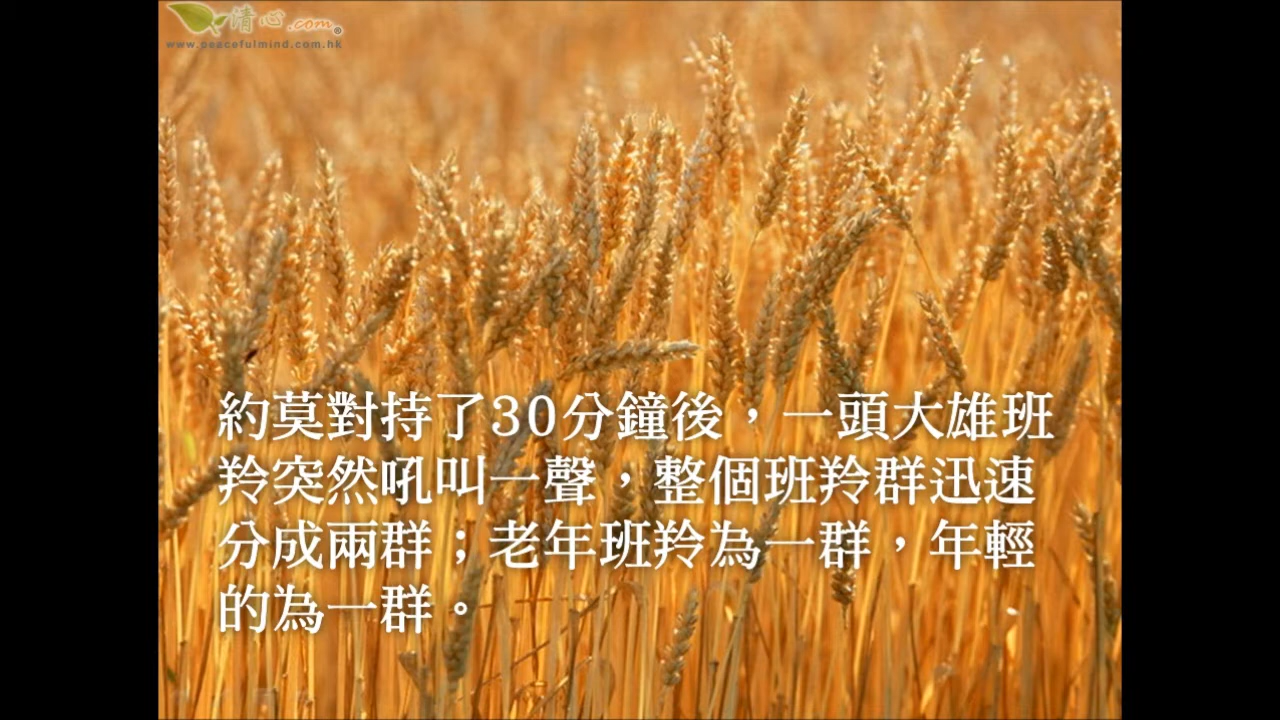 清心.com®
www.peacefulmind.com.hk
約莫對持了30分鐘後，一頭大雄班
羚突然吼叫一聲，整個班羚群迅速
分成兩群；老年班羚為一群，年輕
的為一群。